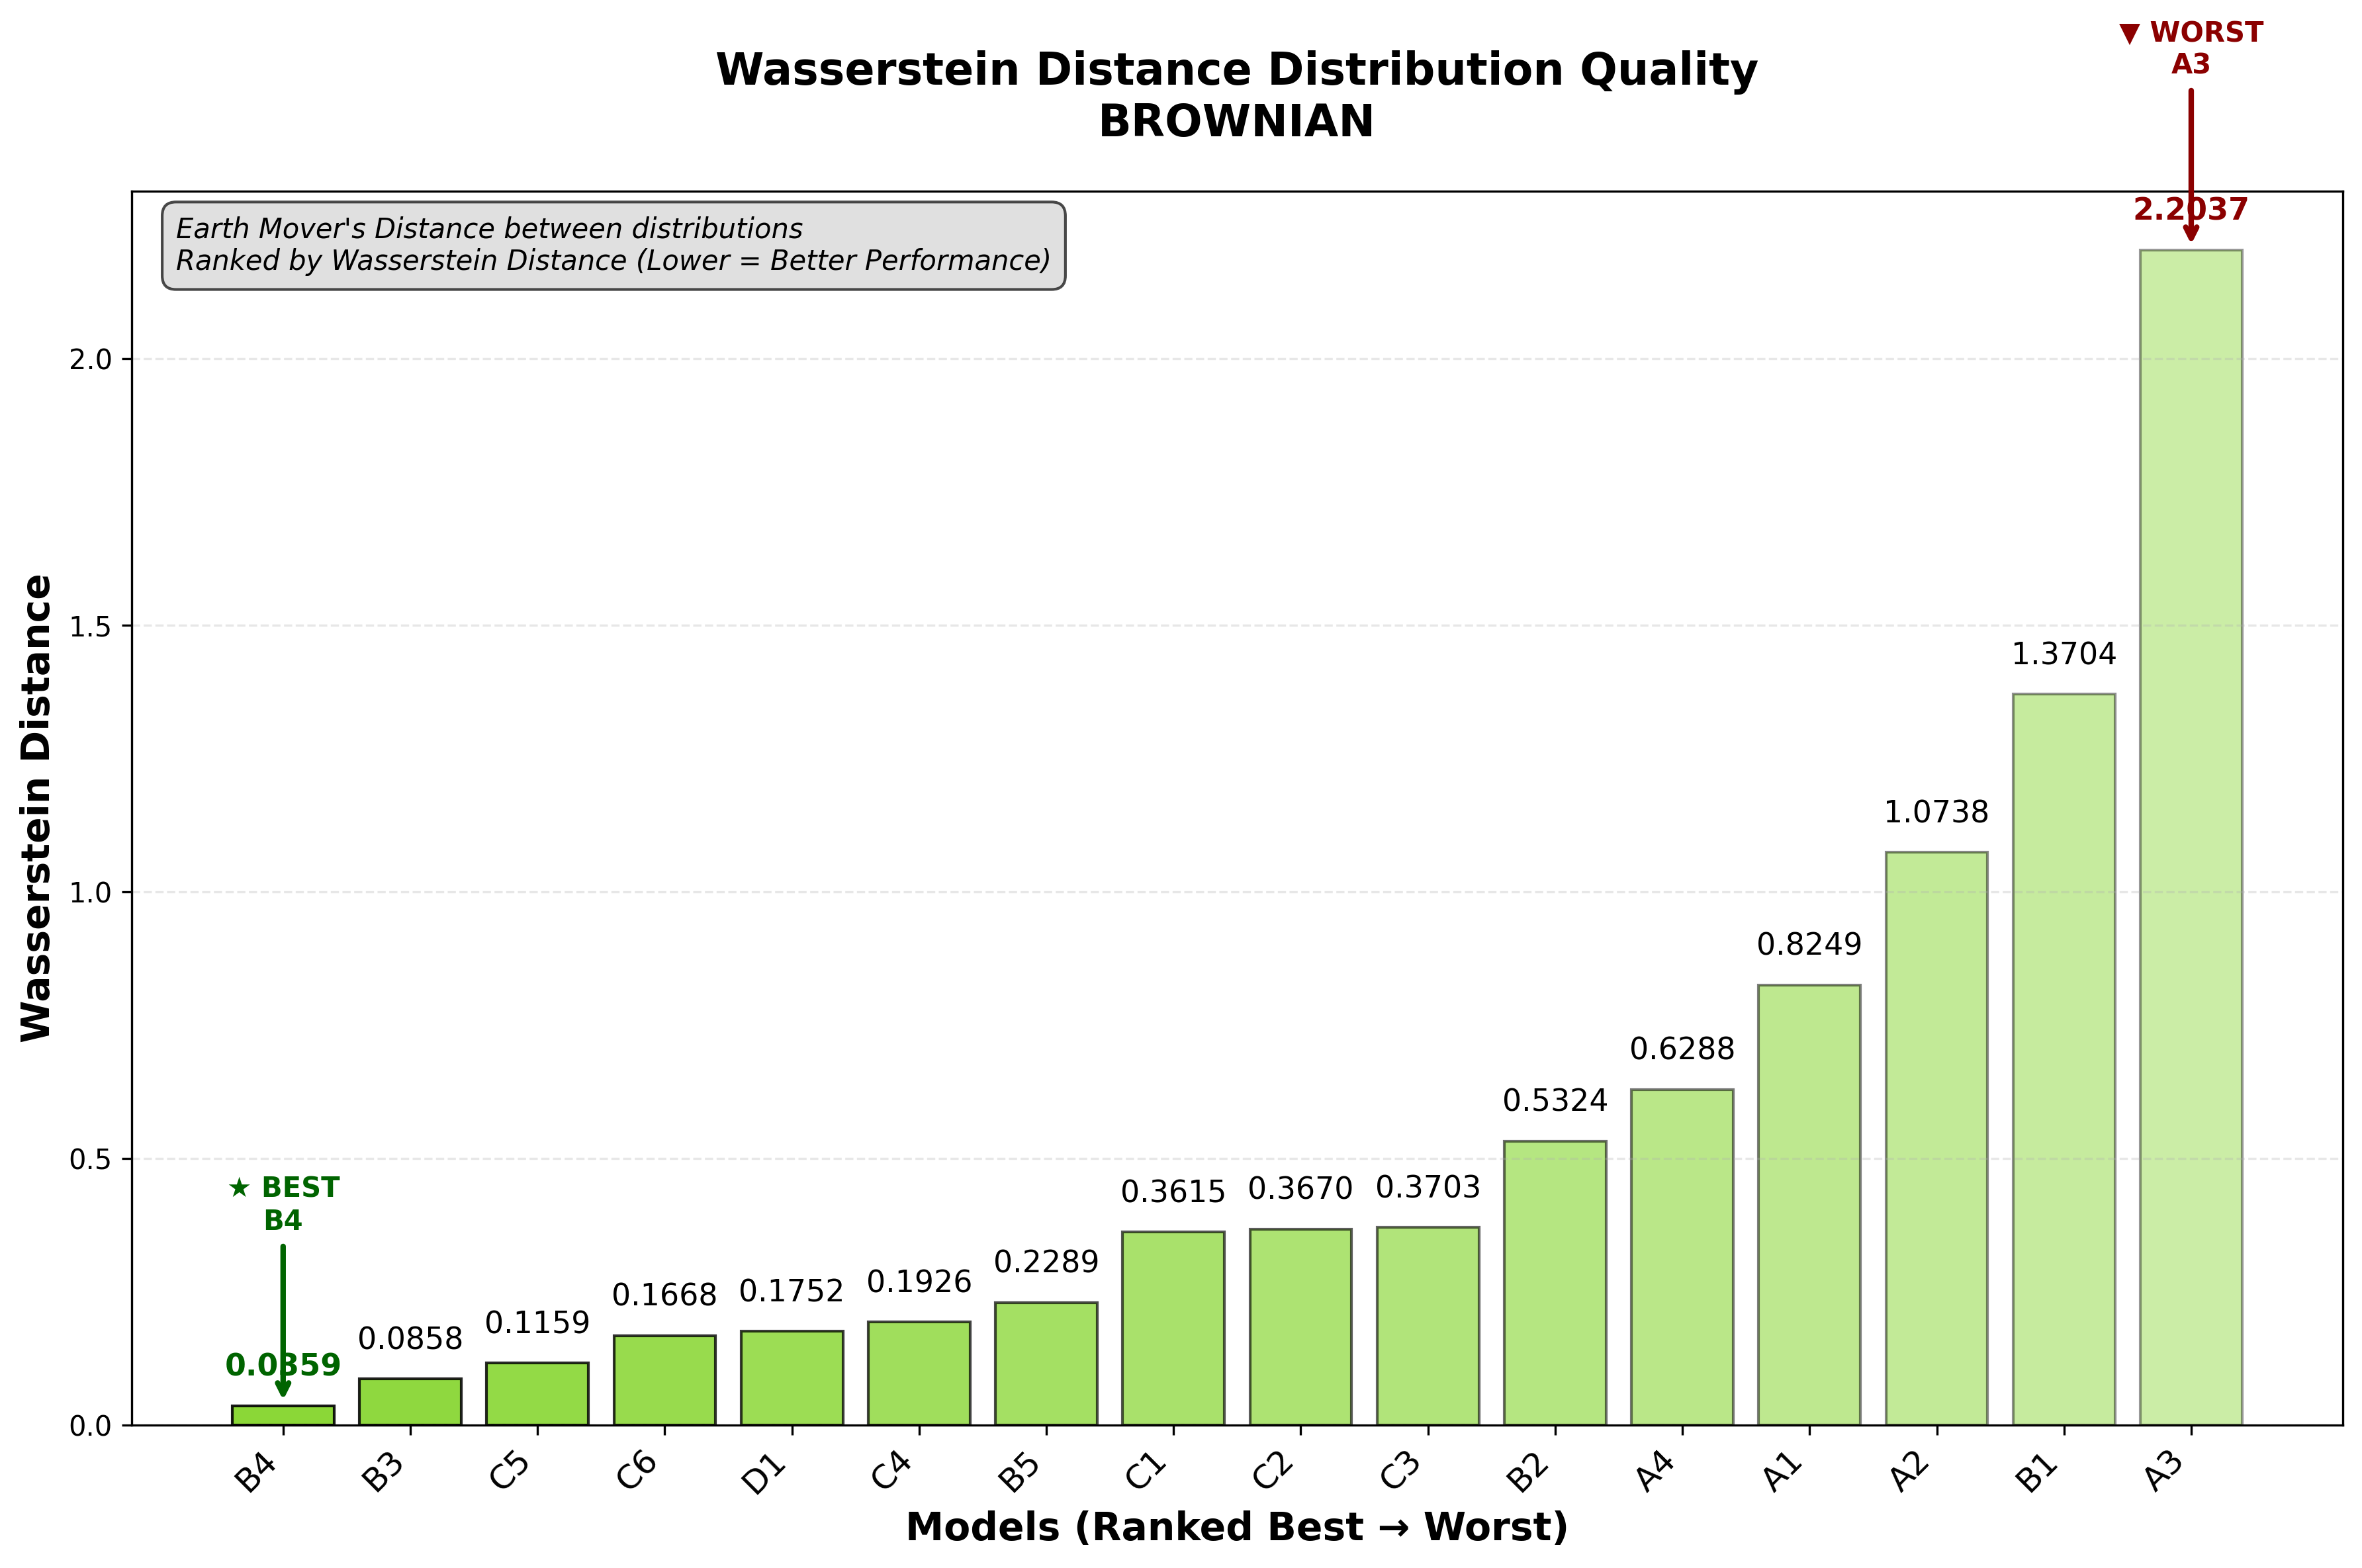 ▼ WORST
A3
Wasserstein Distance Distribution Quality
BROWNIAN
2.2037
Earth Mover's Distance between distributions
Ranked by Wasserstein Distance (Lower = Better Performance)
Wasserstein Distance
2.0
1.5
1.0
0.5
0.0
1.3704
1.0738
0.8249
0.6288
0.5324
0.3615 0.3670 0.3703
★ BEST
B4
0.2289
0.1668 0.1752 0.1926
0.0359 0.0858 0.1159
B4 B3 C5 C6 D1 C4 B5 C1 C2 C3 B2 A4 A1 A2 B1 A3
Models (Ranked Best → Worst)